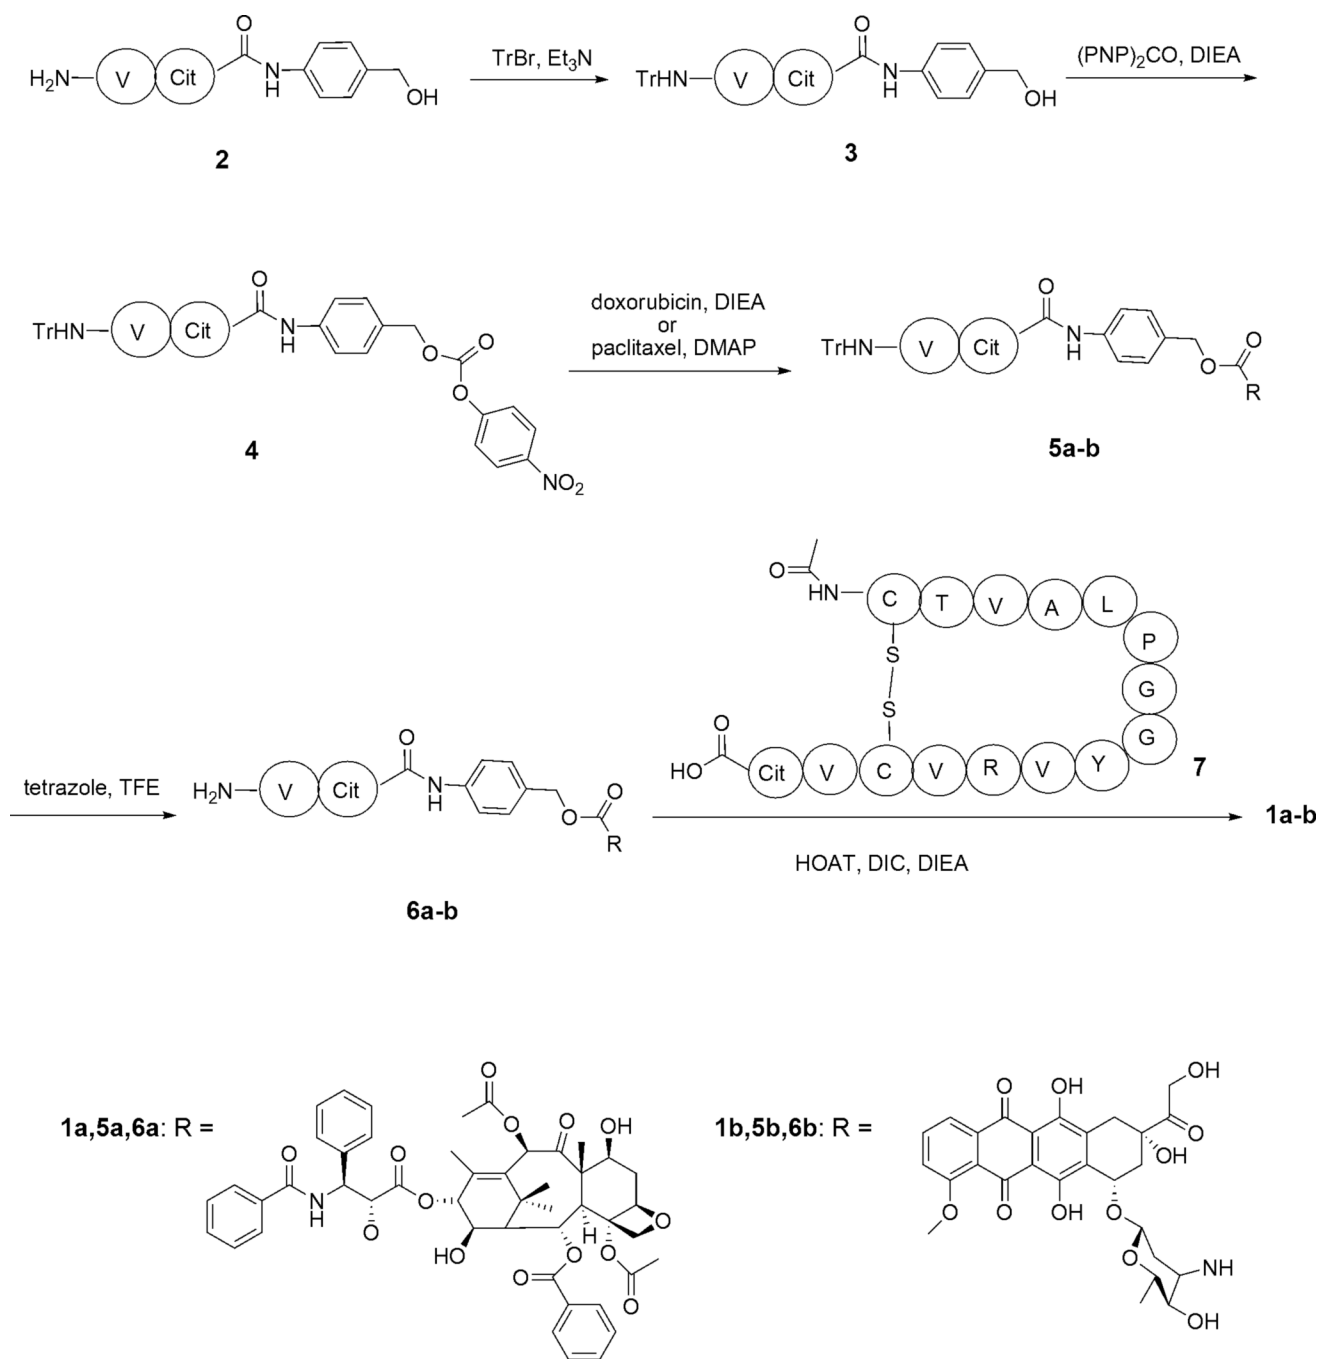 O
H₂N
V
Cit
N
H
OH
TrBr, Et₃N
O
TrHN
V
Cit
N
H
OH
(PNP)₂CO, DIEA
2
3
O
TrHN
V
Cit
N
H
O
O
O
NO₂
4
doxorubicin, DIEA
or
paclitaxel, DMAP
O
TrHN
V
Cit
N
H
O
O
R
5a-b
tetrazole, TFE
O
H₂N
V
Cit
N
H
O
O
R
6a-b
O
HN
C
T
V
A
L
P
G
G
Y
V
R
V
C
V
Cit
S
S
O
HO
7
HOAT, DIC, DIEA
1a-b
1a,5a,6a: R =
O
N
H
O
O
O
O
O
O
OH
HO
H
O
O
O
O
O
1b,5b,6b: R =
O
OH
OH
O
OH
O
O
OH
O
O
NH
OH